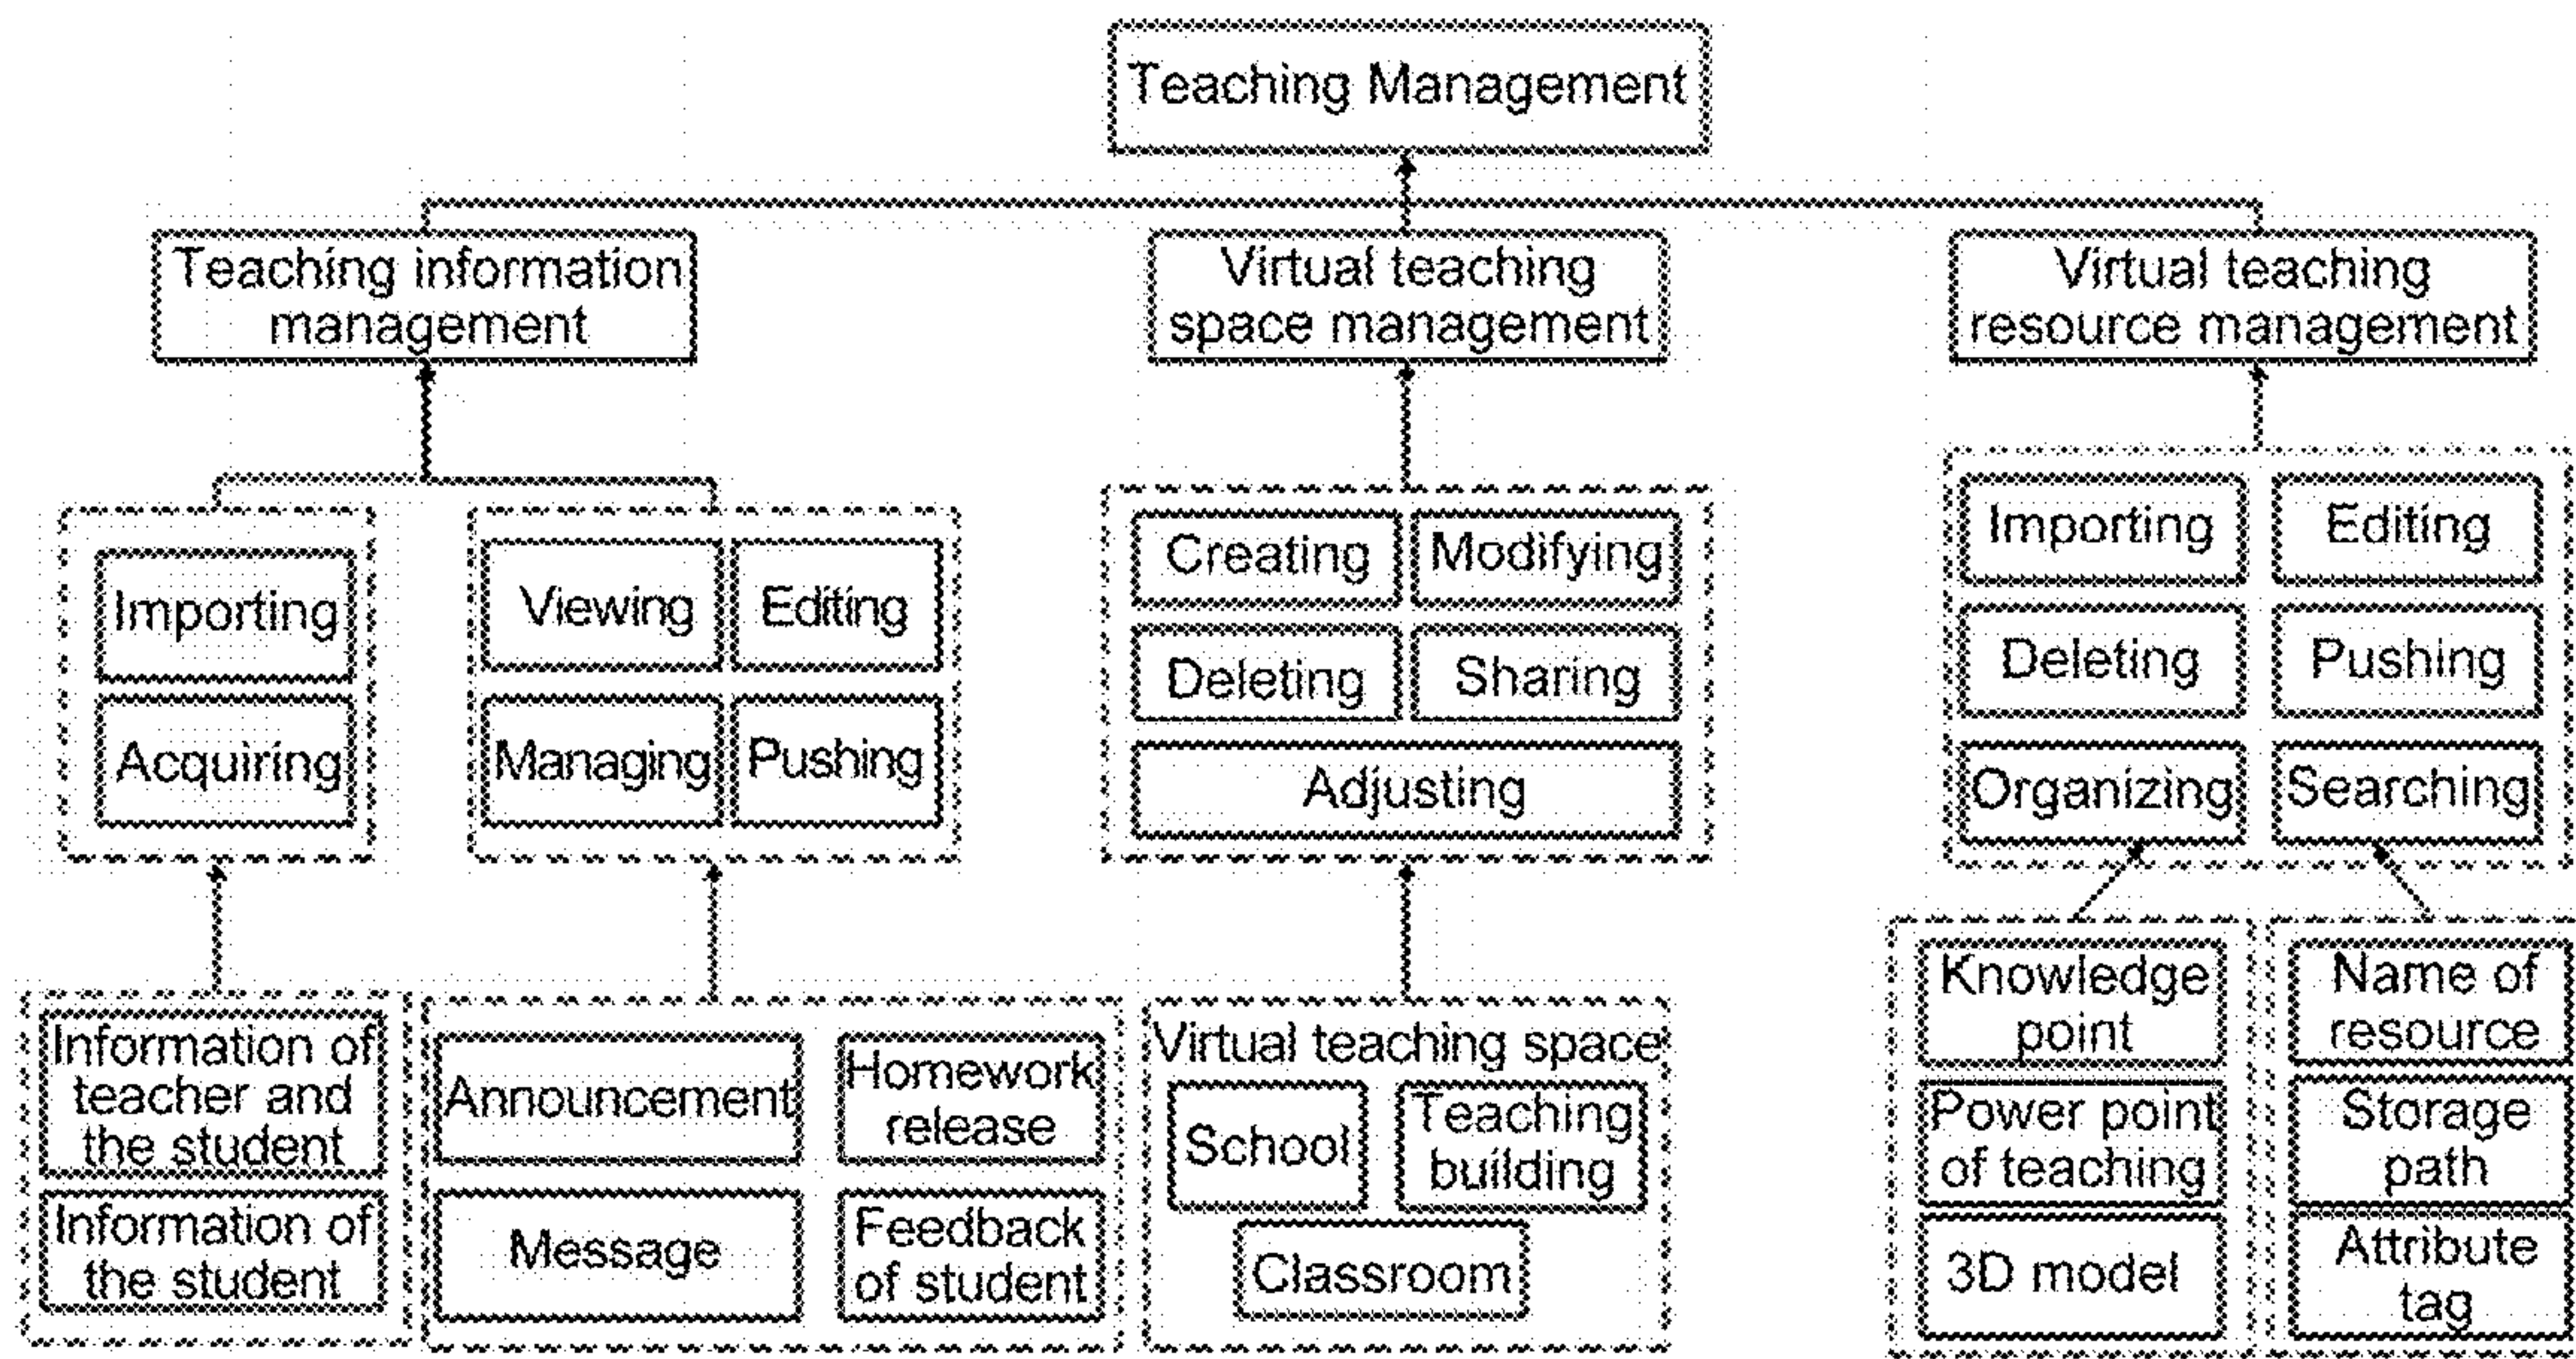 Teaching Management
Teaching information
management
Virtual teaching
space management
Virtual teaching
resource management
Importing
Acquiring
Viewing
Editing
Managing
Pushing
Creating
Modifying
Deleting
Sharing
Adjusting
Importing
Editing
Deleting
Pushing
Organizing
Searching
Information of
teacher and
the student
Information of
the student
Announcement
Homework
release
Message
Feedback
of student
Virtual teaching space
School
Teaching
building
Classroom
Knowledge
point
Power point
of teaching
3D model
Name of
resource
Storage
path
Attribute
tag